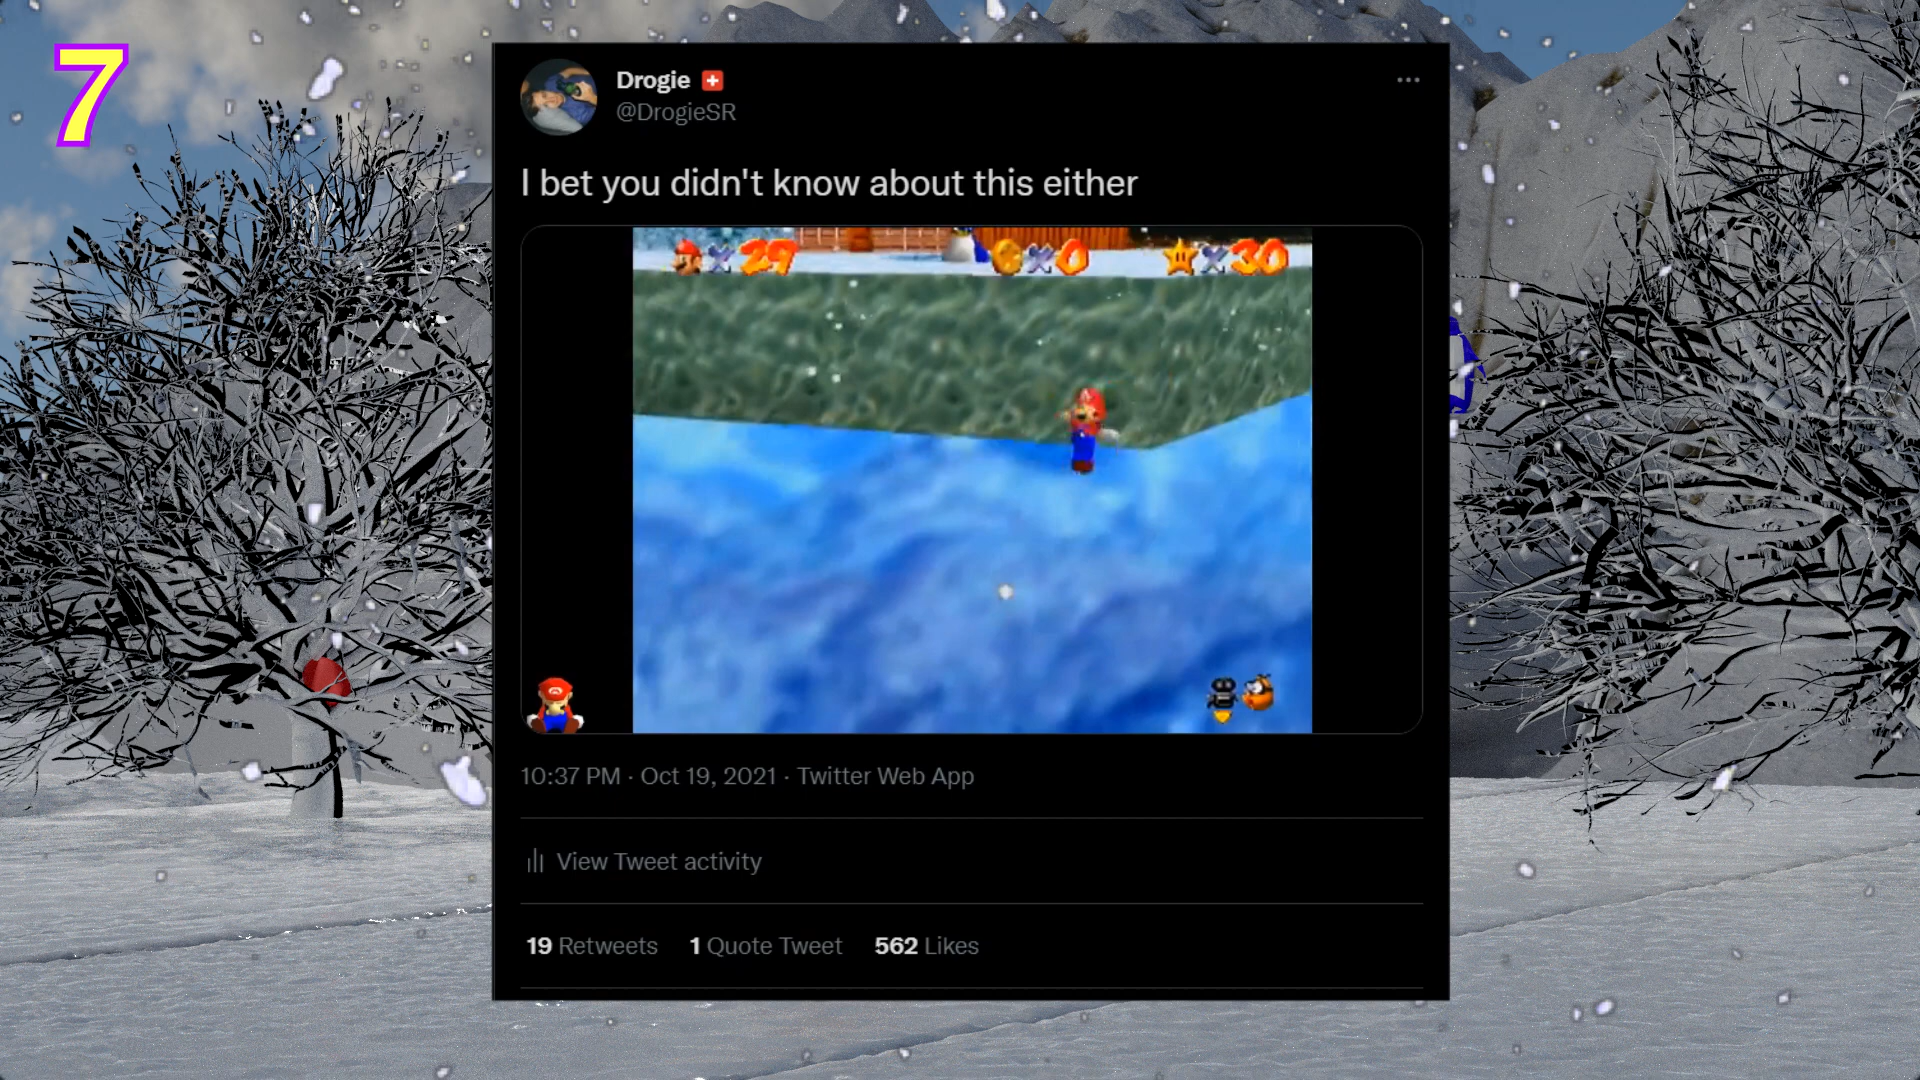 7
Drogie
@DrogieSR
I bet you didn't know about this either
x 29 x 0 x 30
10:37 PM · Oct 19, 2021 · Twitter Web App
View Tweet activity
19 Retweets 1 Quote Tweet 562 Likes